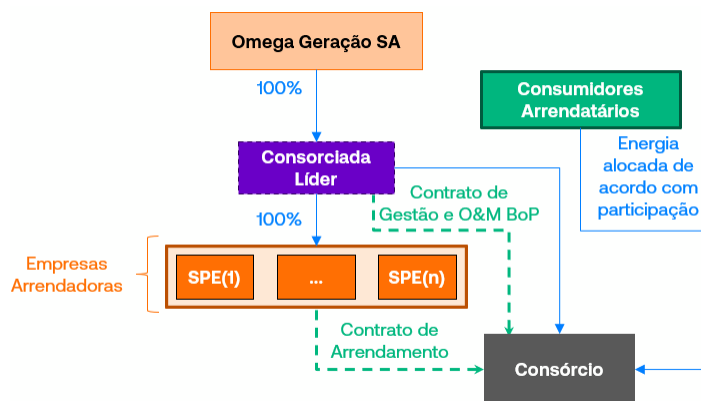 Omega Geração SA
100%
Consumidores
Arrendatários
Energia
alocada de
acordo com
participação
Consorciada
Líder
Contrato de
Gestão e O&M BoP
100%
Empresas
Arrendadoras
SPE(1)
...
SPE(n)
Contrato de
Arrendamento
Consórcio